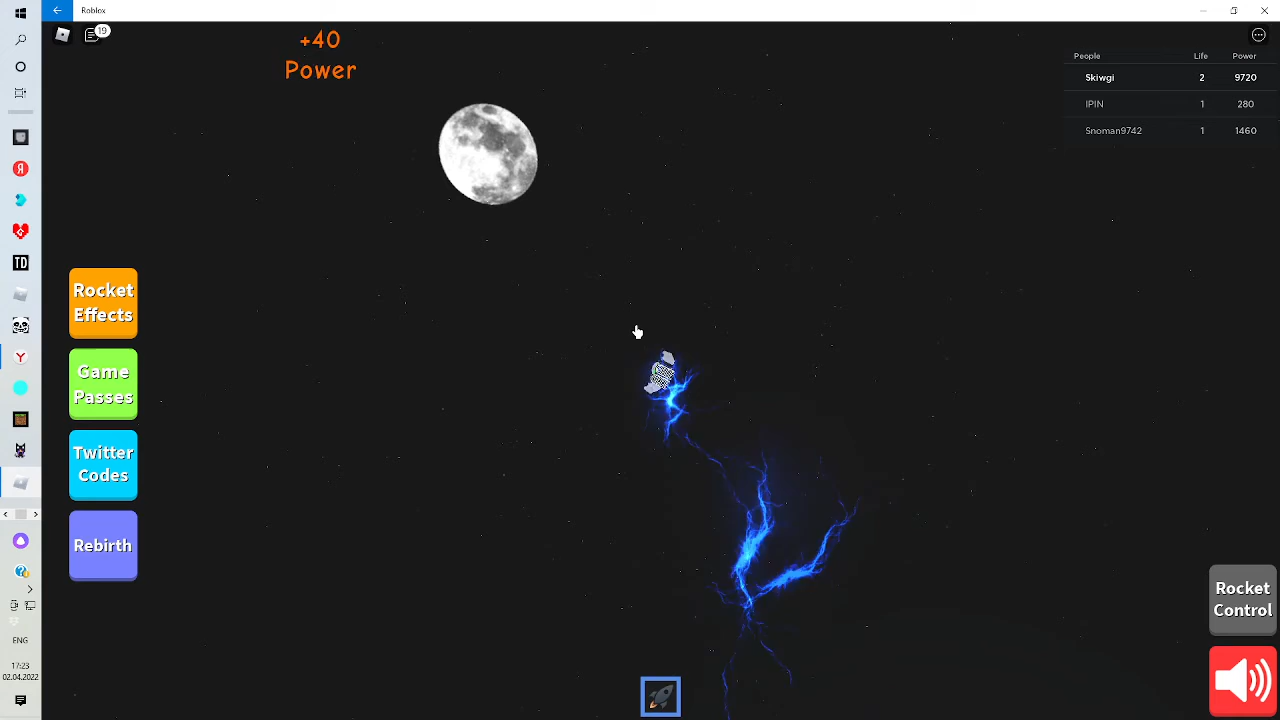 Roblox
19
+40
Power
People Life Power
Skiwgi 2 9720
IPIN 1 280
Snoman9742 1 1460
Я
TD
Y
Rocket
Effects
Game
Passes
Twitter
Codes
Rebirth
Rocket
Control
ENG
17:23
02.04.2022